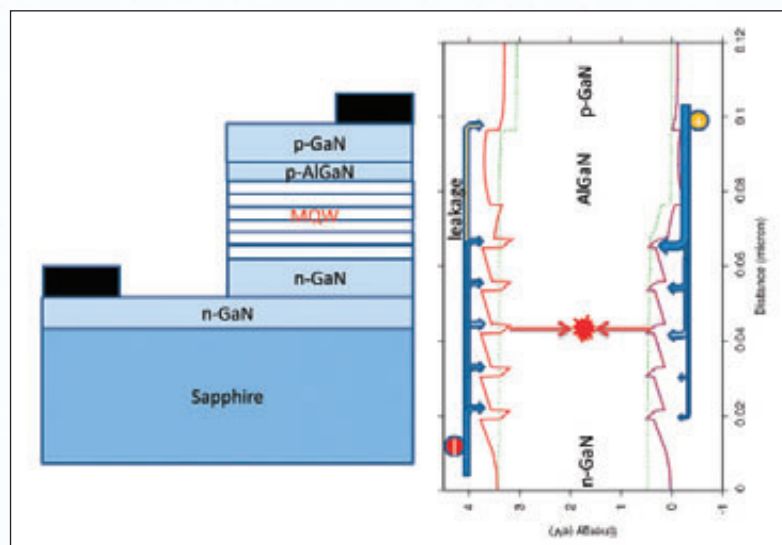 p-GaN
p-AlGaN
MQW
n-GaN
n-GaN
Sapphire
leakage
p-GaN
AlGaN
n-GaN
0.12
0.1
0.08
0.06
0.04
0.02
0
Distance (micron)
4
3
2
1
0
-1
Energy (eV)